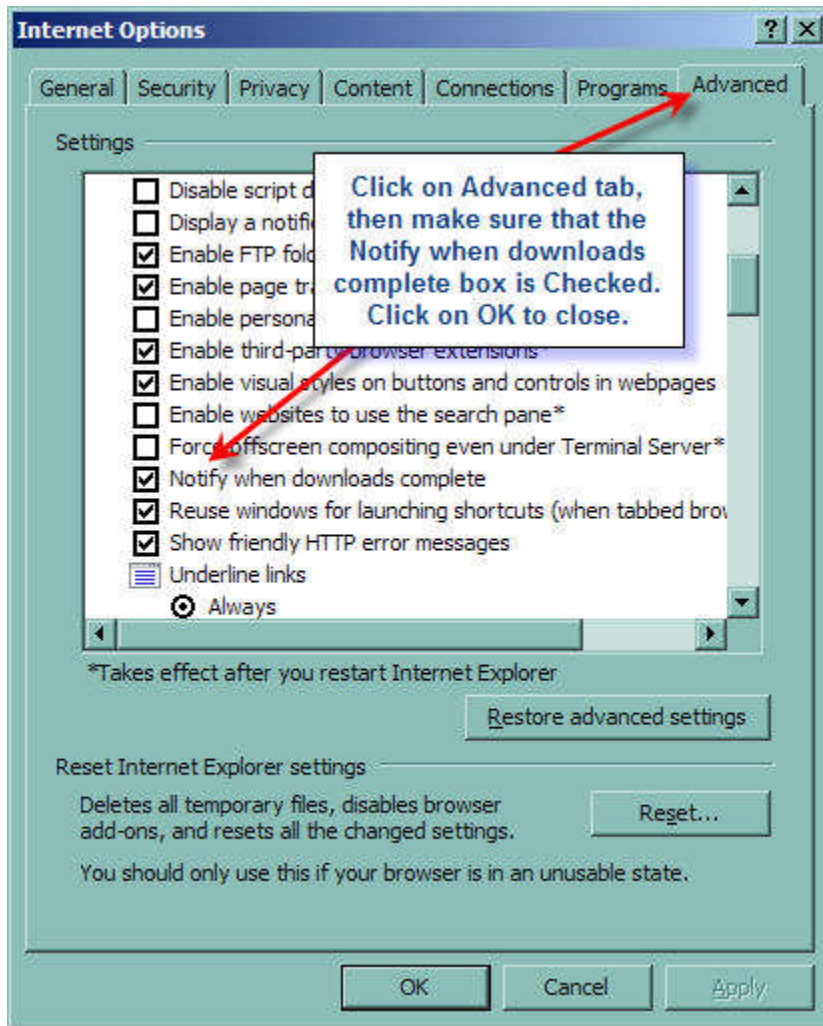 Internet Options
General Security Privacy Content Connections Programs Advanced
Settings
Disable script d
Display a notifi
Enable FTP fold
Enable page tra
Enable persona
Enable third-party browser extensions*
Enable visual styles on buttons and controls in webpages
Enable websites to use the search pane*
Force offscreen compositing even under Terminal Server*
Notify when downloads complete
Reuse windows for launching shortcuts (when tabbed brow
Show friendly HTTP error messages
Underline links
Always
Click on Advanced tab,
then make sure that the
Notify when downloads
complete box is Checked.
Click on OK to close.
*Takes effect after you restart Internet Explorer
Restore advanced settings
Reset Internet Explorer settings
Deletes all temporary files, disables browser
add-ons, and resets all the changed settings.
Reset...
You should only use this if your browser is in an unusable state.
OK Cancel Apply